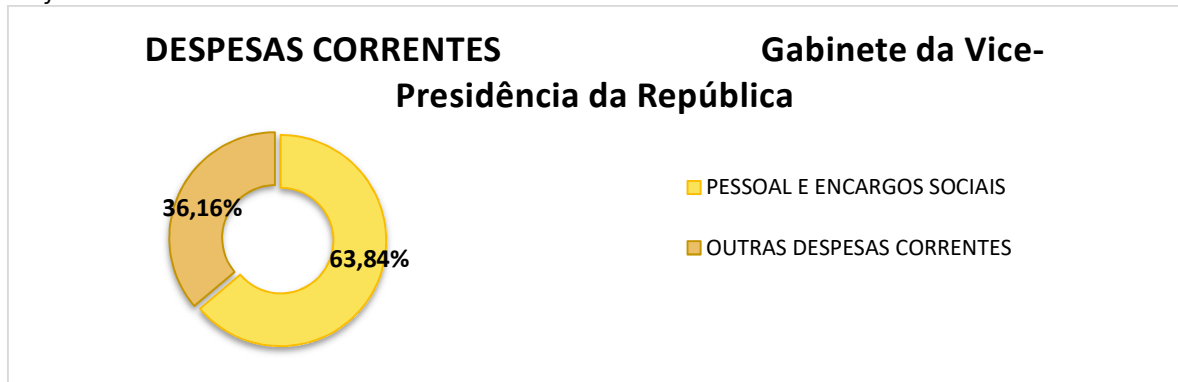 DESPESAS CORRENTES Gabinete da Vice-
Presidência da República
36,16%
63,84%
PESSOAL E ENCARGOS SOCIAIS
OUTRAS DESPESAS CORRENTES